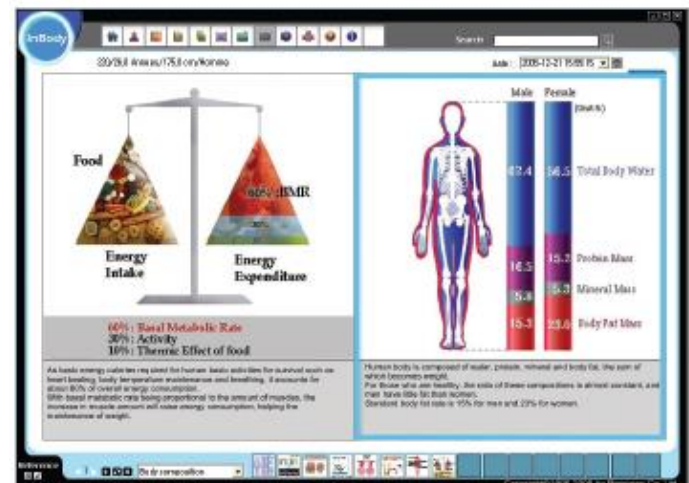 InBody
Search:
Male Female
(Unit:%)
Food
62.4 56.5 Total Body Water
60% :BMR
30%
Energy Intake
Energy Expenditure
16.5 15.2 Protein Mass
5.8 5.3 Mineral Mass
15.3 23.0 Body Fat Mass
60% : Basal Metabolic Rate
30% : Activity
10% : Thermic Effect of food
As basic energy calories required for human basic activities for survival such as
heart beating, body temperature maintenance and breathing, it accounts for
about 60% of overall energy consumption.
With basal metabolic rate being proportional to the amount of muscles, the
increase in muscle amount will raise energy consumption, helping the
maintenance of weight.
Human body is composed of water, protein, mineral and body fat, the sum of
which becomes weight.
For those who are healthy, the ratio of these compositions is almost constant, and
men have little fat than women.
Standard body fat rate is 15% for men and 23% for women.
Reference
Body composition